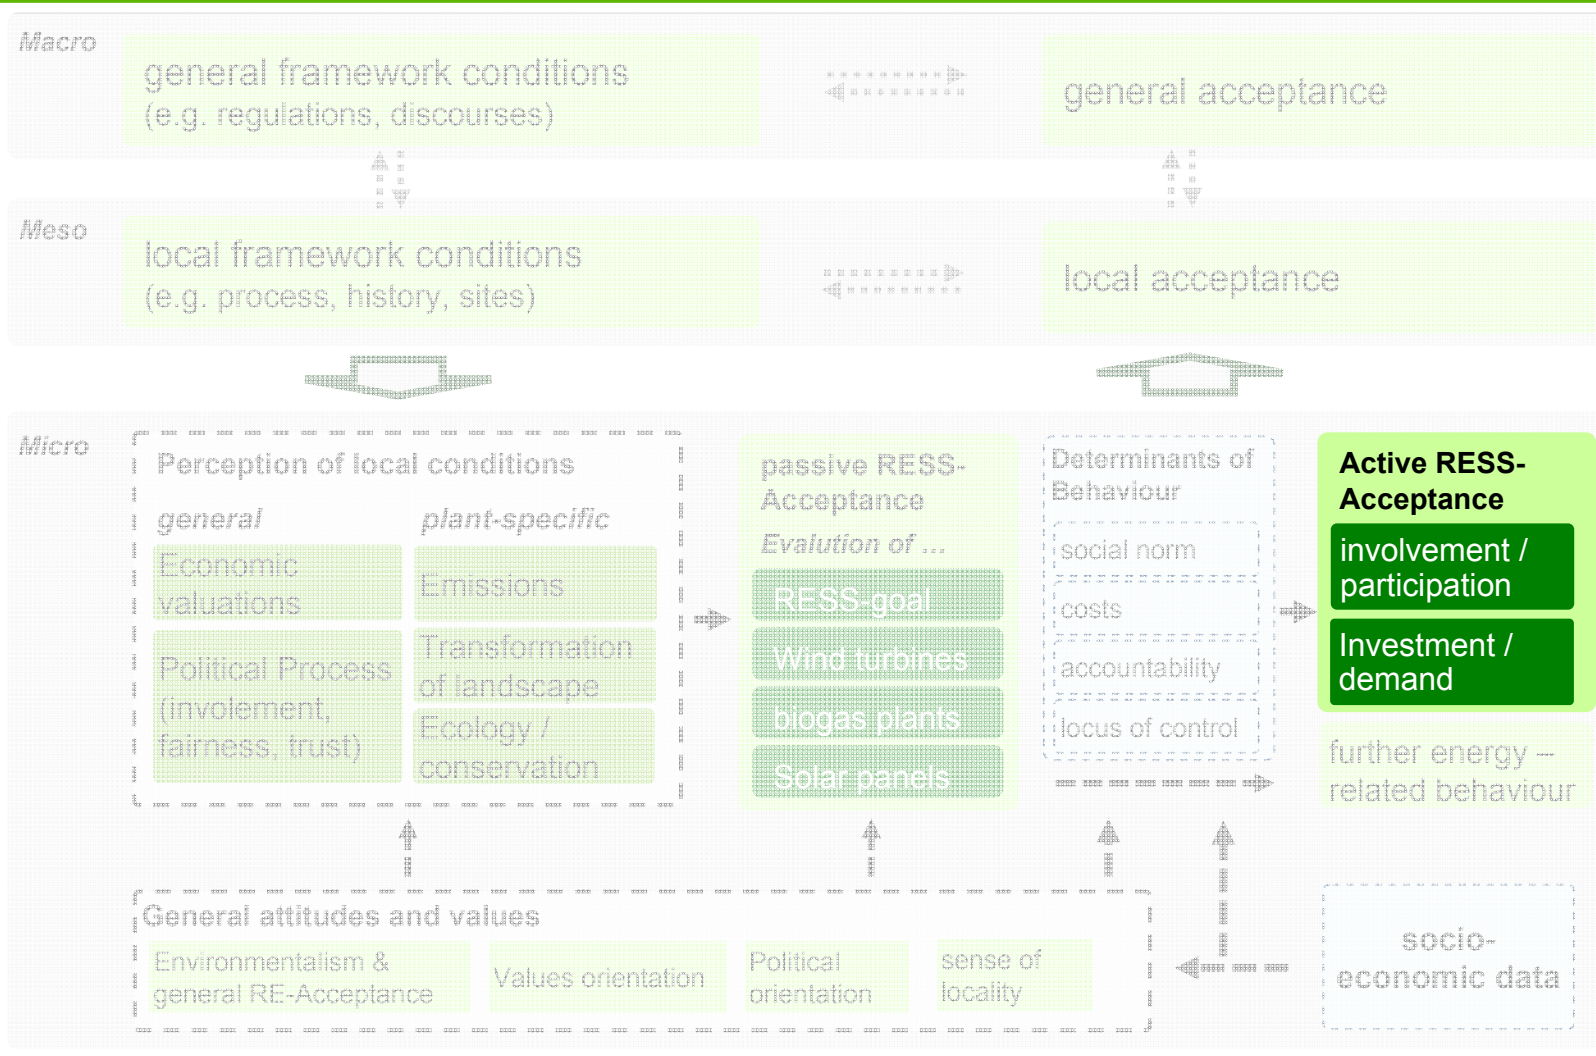 Macro
general framework conditions
(e.g. regulations, discourses)
general acceptance
Meso
local framework conditions
(e.g. process, history, sites)
local acceptance
Micro
Perception of local conditions
general
plant-specific
Economic
valuations
Political Process
(involement,
fairness, trust)
Emissions
Transformation
of landscape
Ecology /
conservation
passive RESS-
Acceptance
Evalution of ...
RESS-goal
Wind turbines
biogas plants
Solar panels
Determinants of
Behaviour
social norm
costs
accountability
locus of control
Active RESS-
Acceptance
involvement /
participation
Investment /
demand
further energy –
related behaviour
General attitudes and values
Environmentalism &
general RE-Acceptance
Values orientation
Political
orientation
sense of
locality
socio-
economic data